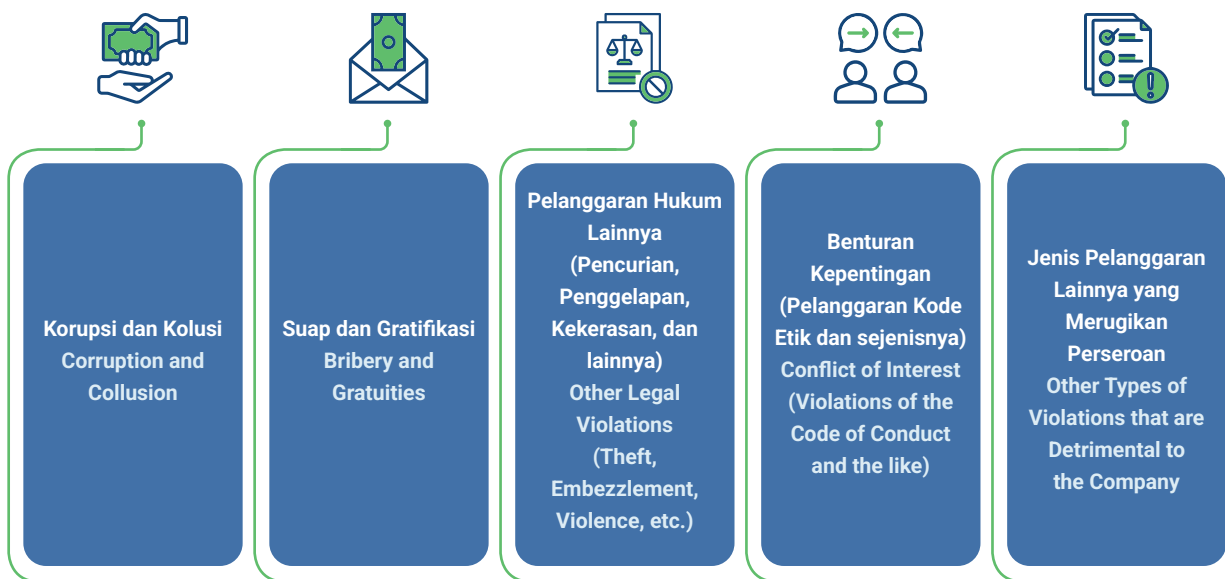 Korupsi dan Kolusi
Corruption and
Collusion
Suap dan Gratifikasi
Bribery and
Gratuities
Pelanggaran Hukum
Lainnya
(Pencurian,
Penggelapan,
Kekerasan, dan
lainnya)
Other Legal
Violations
(Theft,
Embezzlement,
Violence, etc.)
Benturan
Kepentingan
(Pelanggaran Kode
Etik dan sejenisnya)
Conflict of Interest
(Violations of the
Code of Conduct
and the like)
Jenis Pelanggaran
Lainnya yang
Merugikan
Perseroan
Other Types of
Violations that are
Detrimental to
the Company